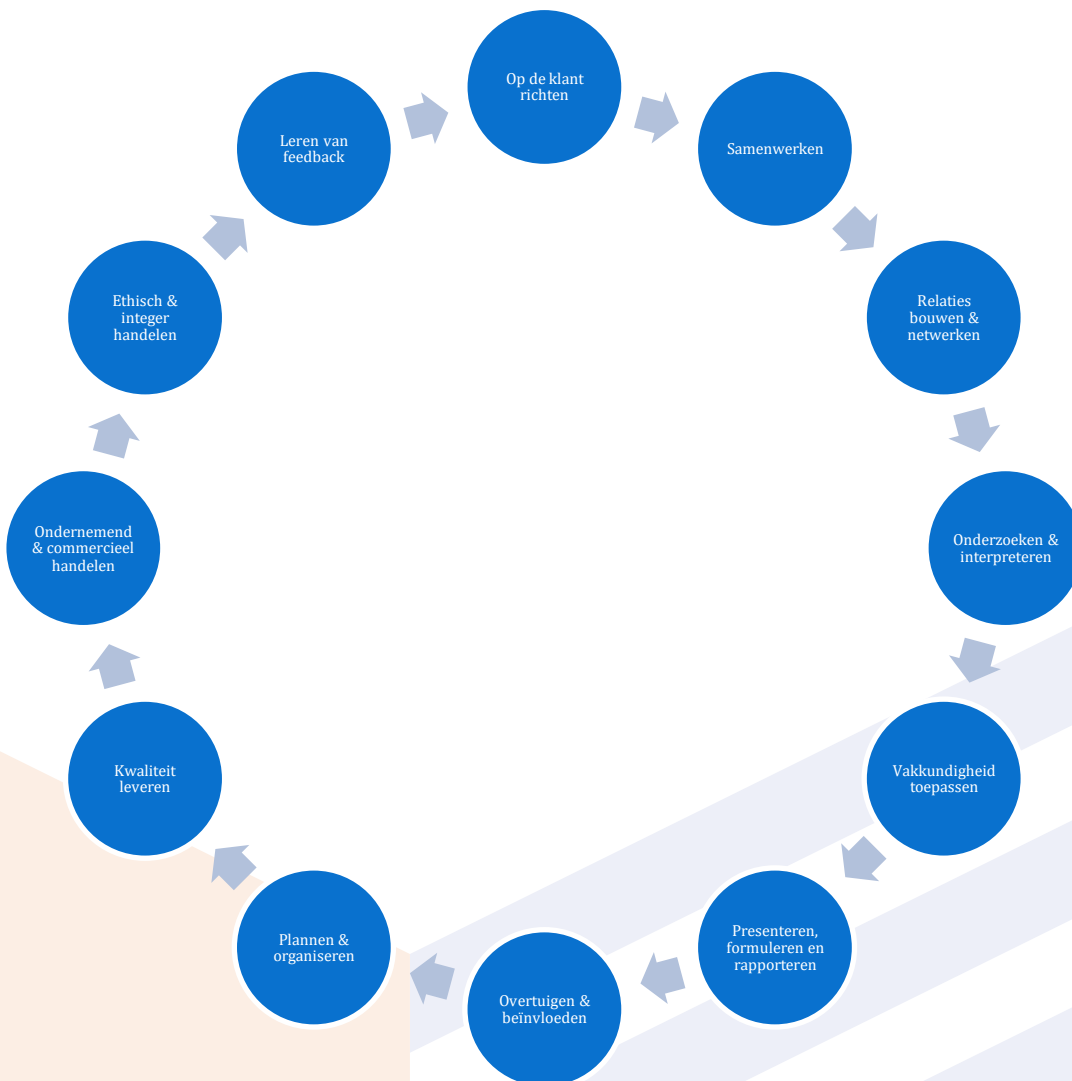 Op de klant
richten
Samenwerken
Relaties
bouwen &
netwerken
Onderzoeken &
interpreteren
Vakkundigheid
toepassen
Presenteren,
formuleren en
rapporteren
Overtuigen &
beïnvloeden
Plannen &
organiseren
Kwaliteit
leveren
Ondernemend
& commercieel
handelen
Ethisch &
integer
handelen
Leren van
feedback